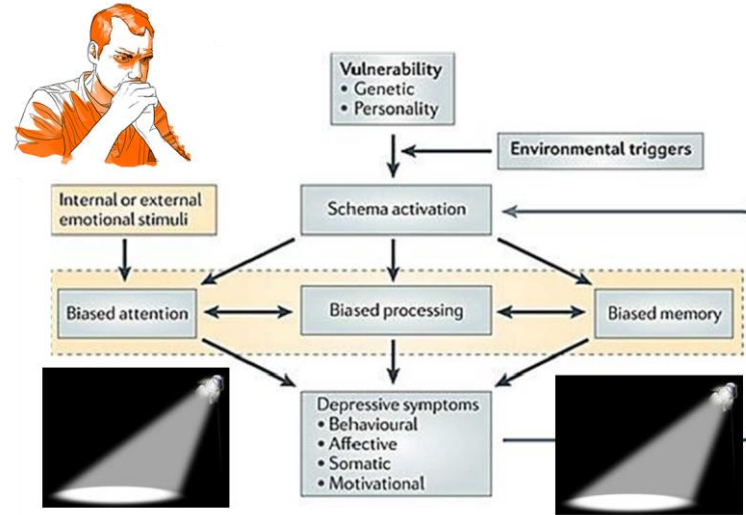 Vulnerability
• Genetic
• Personality
Environmental triggers
Internal or external
emotional stimuli
Schema activation
Biased attention
Biased processing
Biased memory
Depressive symptoms
• Behavioural
• Affective
• Somatic
• Motivational